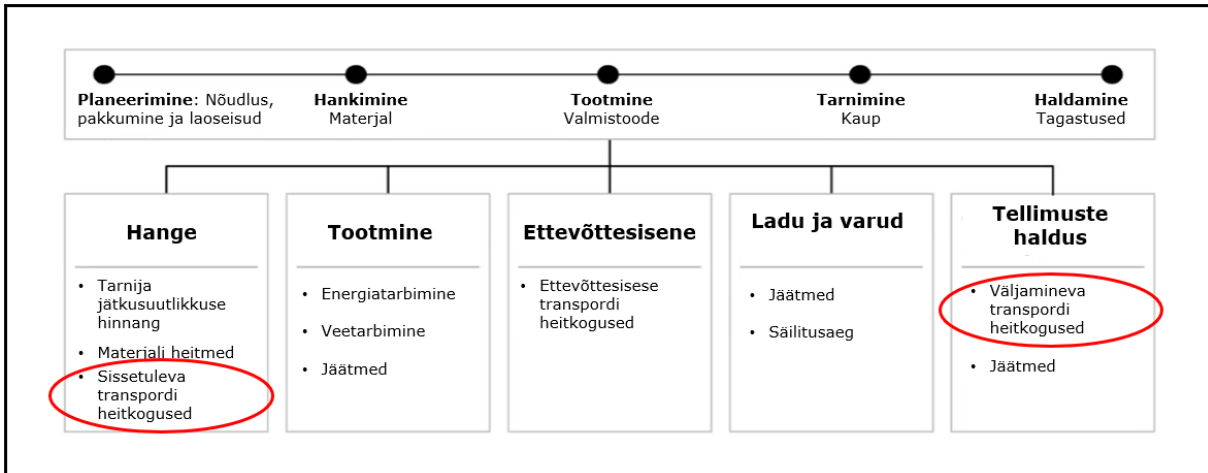 Planeerimine: Nõudlus,
pakkumine ja laoseisud
Hankimine
Materjal
Tootmine
Valmistoode
Tarnimine
Kaup
Haldamine
Tagastused
Hange
• Tarnija
jätkusuutlikkuse
hinnang
• Materjali heitmed
• Sissetuleva
transpordi
heitkogused
Tootmine
• Energiatarbimine
• Veetarbimine
• Jäätmed
Ettevõttesisene
• Ettevõttesisese
transpordi
heitkogused
Ladu ja varud
• Jäätmed
• Säilitusaeg
Tellimuste
haldus
• Väljamineva
transpordi
heitkogused
• Jäätmed